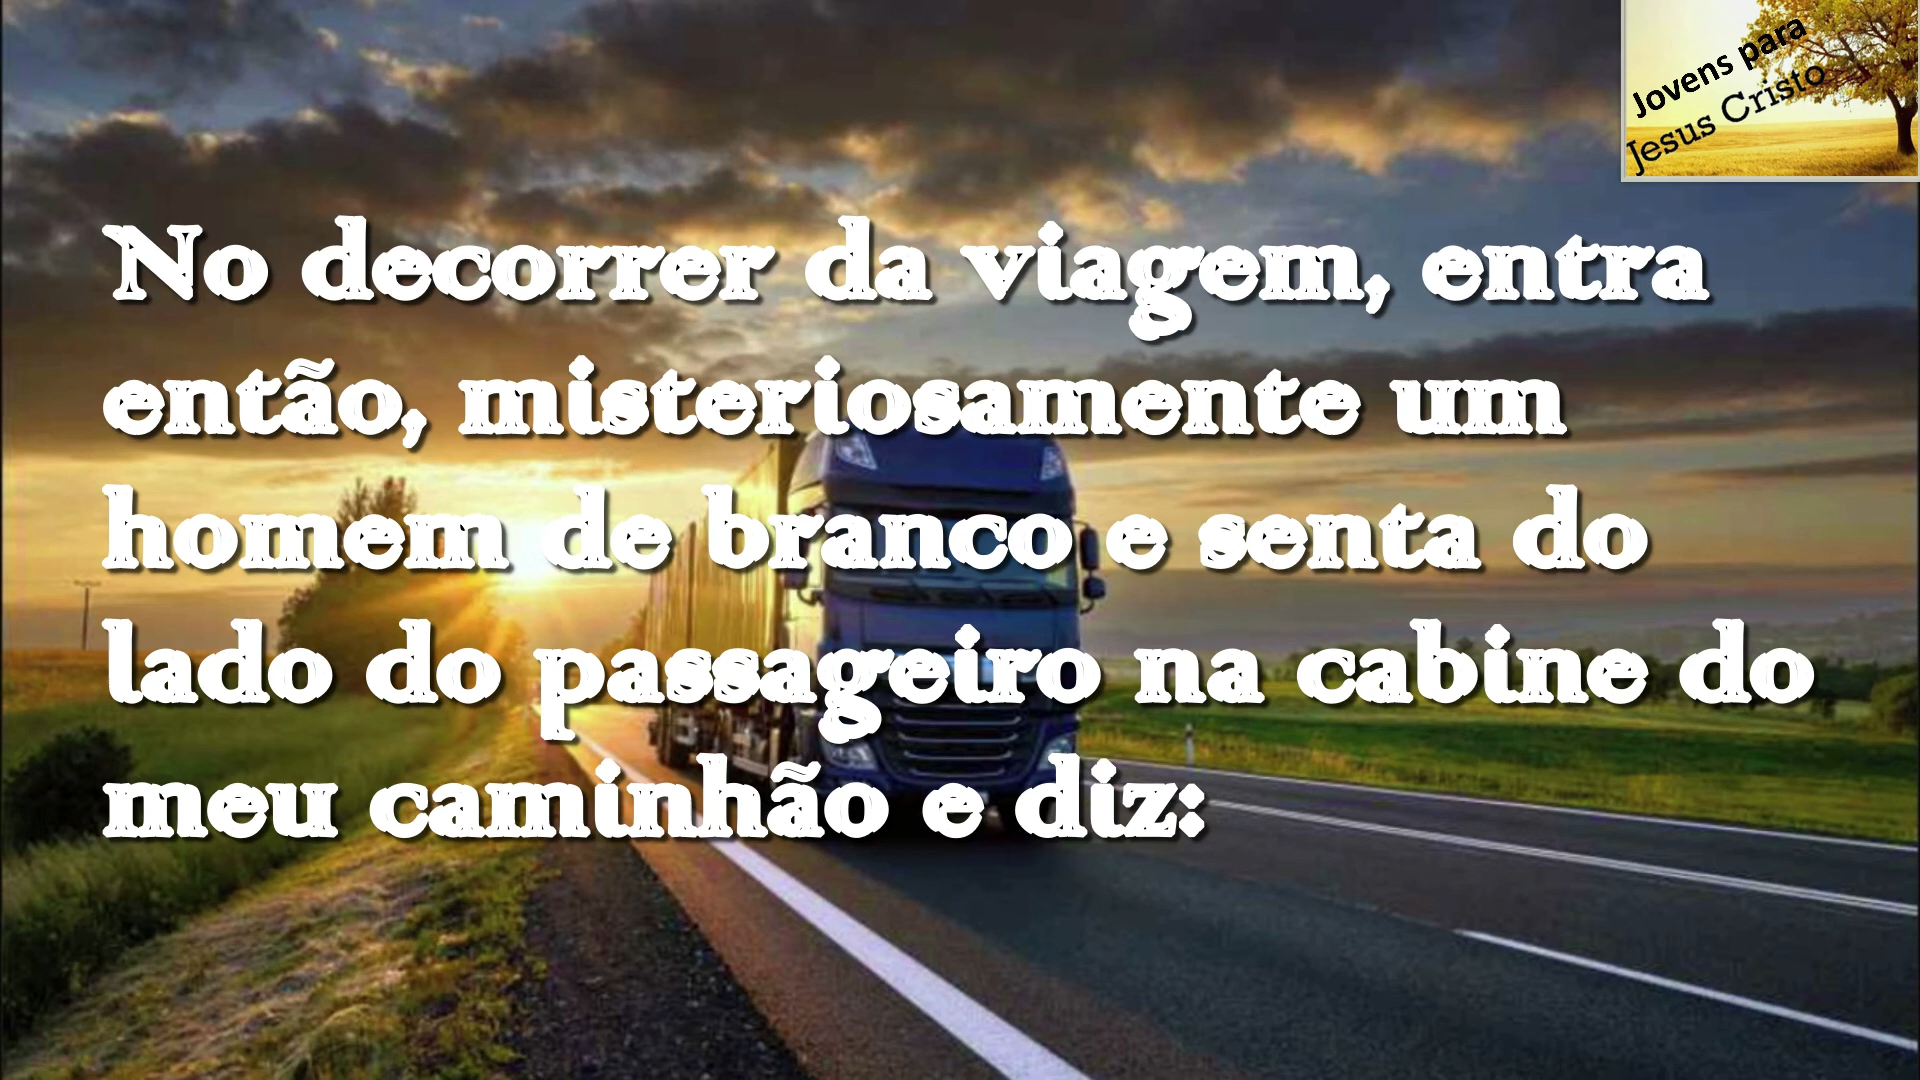 Jovens para
Jesus Cristo
No decorrer da viagem, entra
então, misteriosamente um
homem de branco e senta do
lado do passageiro na cabine do
meu caminhão e diz: